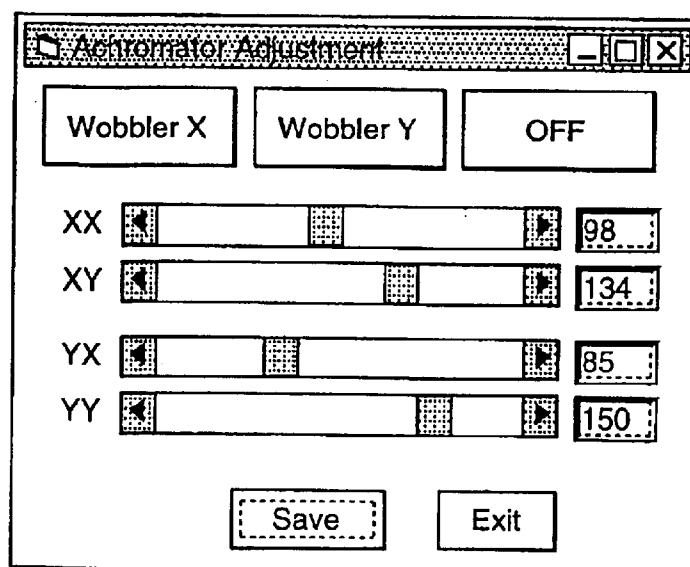 Achromator Adjustment
Wobbler X Wobbler Y OFF
XX 98
XY 134
YX 85
YY 150
Save Exit